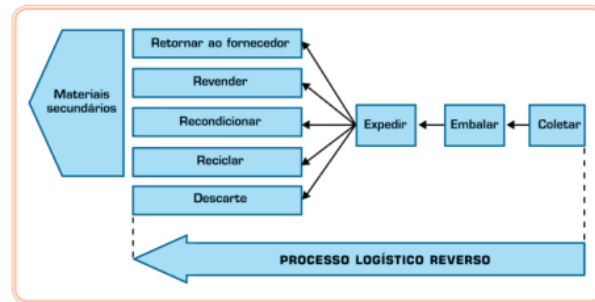 Retornar ao fornecedor
Materiais
secundários
Revender
Recondicionar
Expedir
Embalar
Coletar
Reciclar
Descarte
PROCESSO LOGÍSTICO REVERSO